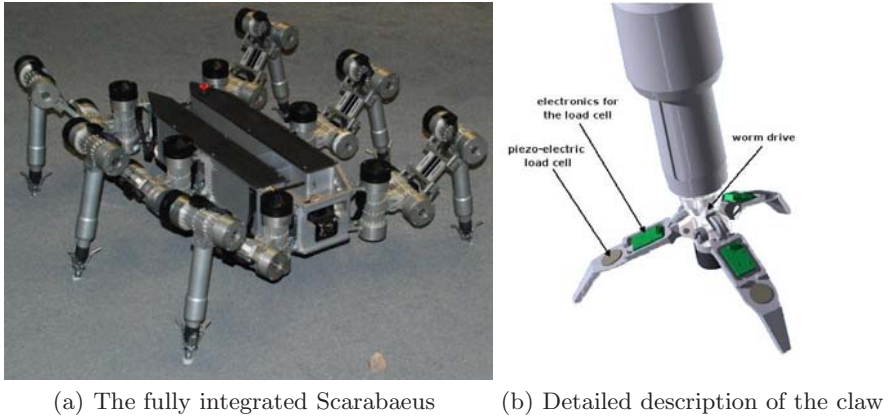 electronics for
the load cell
piezo-electric
load cell
worm drive
(a) The fully integrated Scarabaeus
(b) Detailed description of the claw